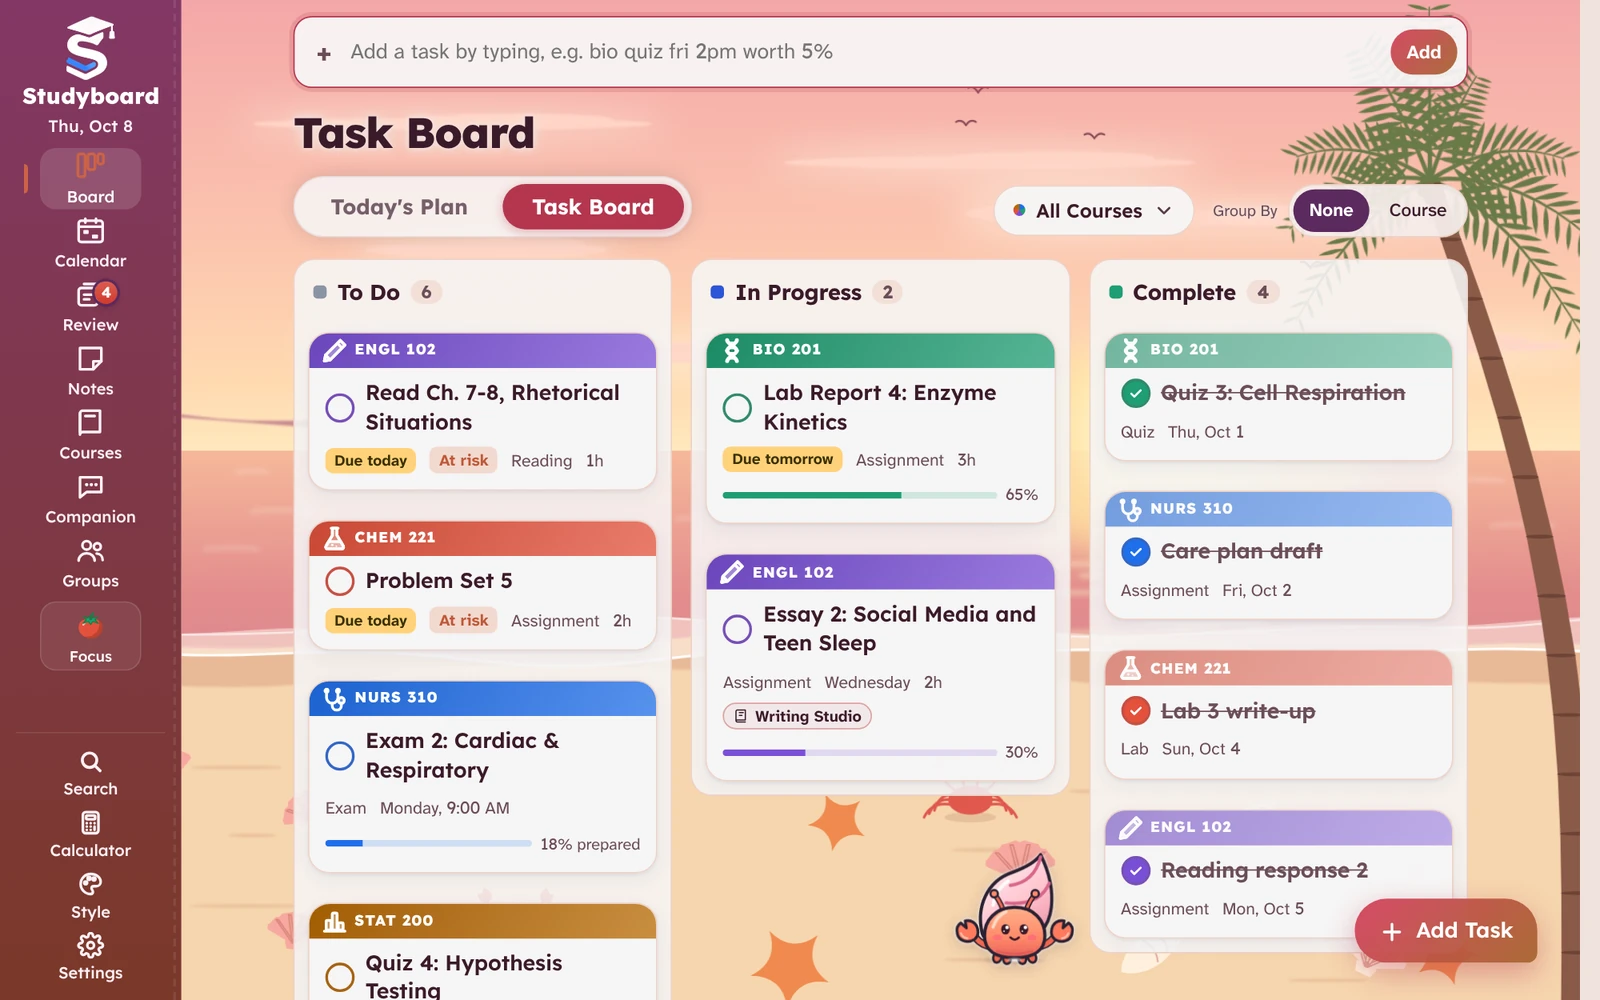 Studyboard
Thu, Oct 8
Board
Calendar
4
Review
Notes
Courses
Companion
Groups
Focus
Search
Calculator
Style
Settings
+ Add a task by typing, e.g. bio quiz fri 2pm worth 5%
Add
Task Board
Today's Plan
Task Board
All Courses
Group By
None
Course
To Do 6
ENGL 102
Read Ch. 7-8, Rhetorical
Situations
Due today At risk Reading 1h
CHEM 221
Problem Set 5
Due today At risk Assignment 2h
NURS 310
Exam 2: Cardiac &
Respiratory
Exam Monday, 9:00 AM
18% prepared
STAT 200
Quiz 4: Hypothesis
Testing
In Progress 2
BIO 201
Lab Report 4: Enzyme
Kinetics
Due tomorrow Assignment 3h
65%
ENGL 102
Essay 2: Social Media and
Teen Sleep
Assignment Wednesday 2h
Writing Studio
30%
Complete 4
BIO 201
Quiz 3: Cell Respiration
Quiz Thu, Oct 1
NURS 310
Care plan draft
Assignment Fri, Oct 2
CHEM 221
Lab 3 write-up
Lab Sun, Oct 4
ENGL 102
Reading response 2
Assignment Mon, Oct 5
+ Add Task